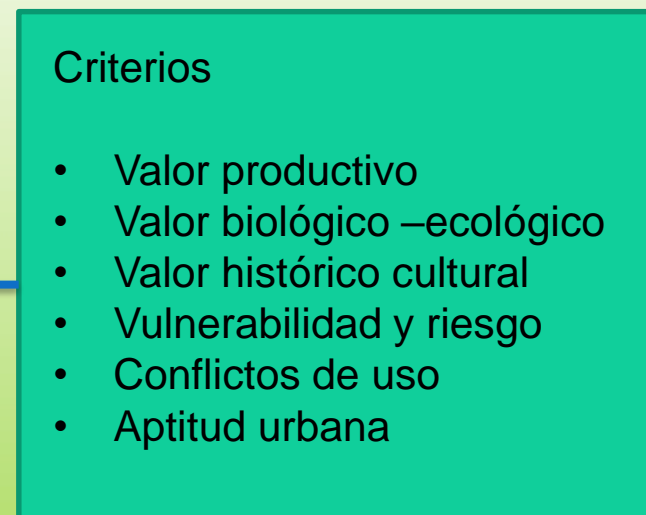 Criterios
• Valor productivo
• Valor biológico –ecológico
• Valor histórico cultural
• Vulnerabilidad y riesgo
• Conflictos de uso
• Aptitud urbana